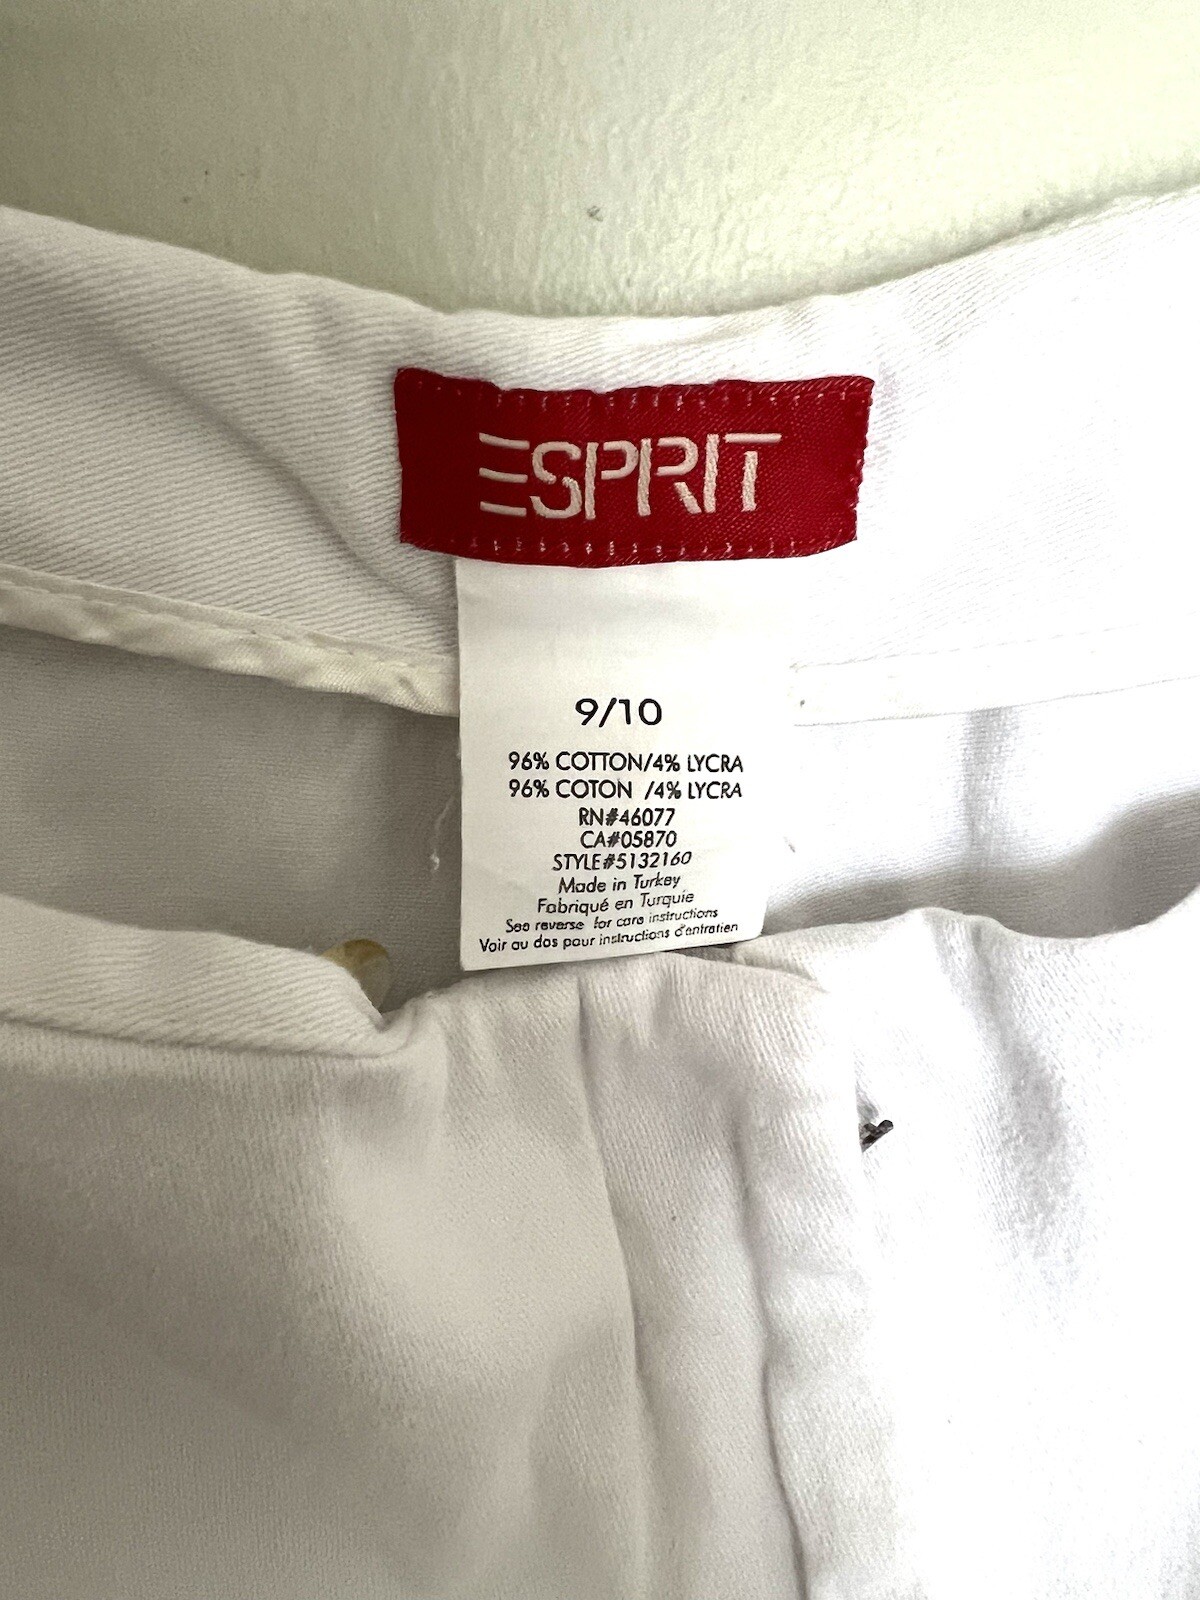 ESPRIT
9/10
96% COTTON/4% LYCRA
96% COTON /4% LYCRA
RN#46077
CA#05870
STYLE#5132160
Made in Turkey
Fabriqué en Turquie
See reverse for care instructions
Voir au dos pour instructions d'entretien